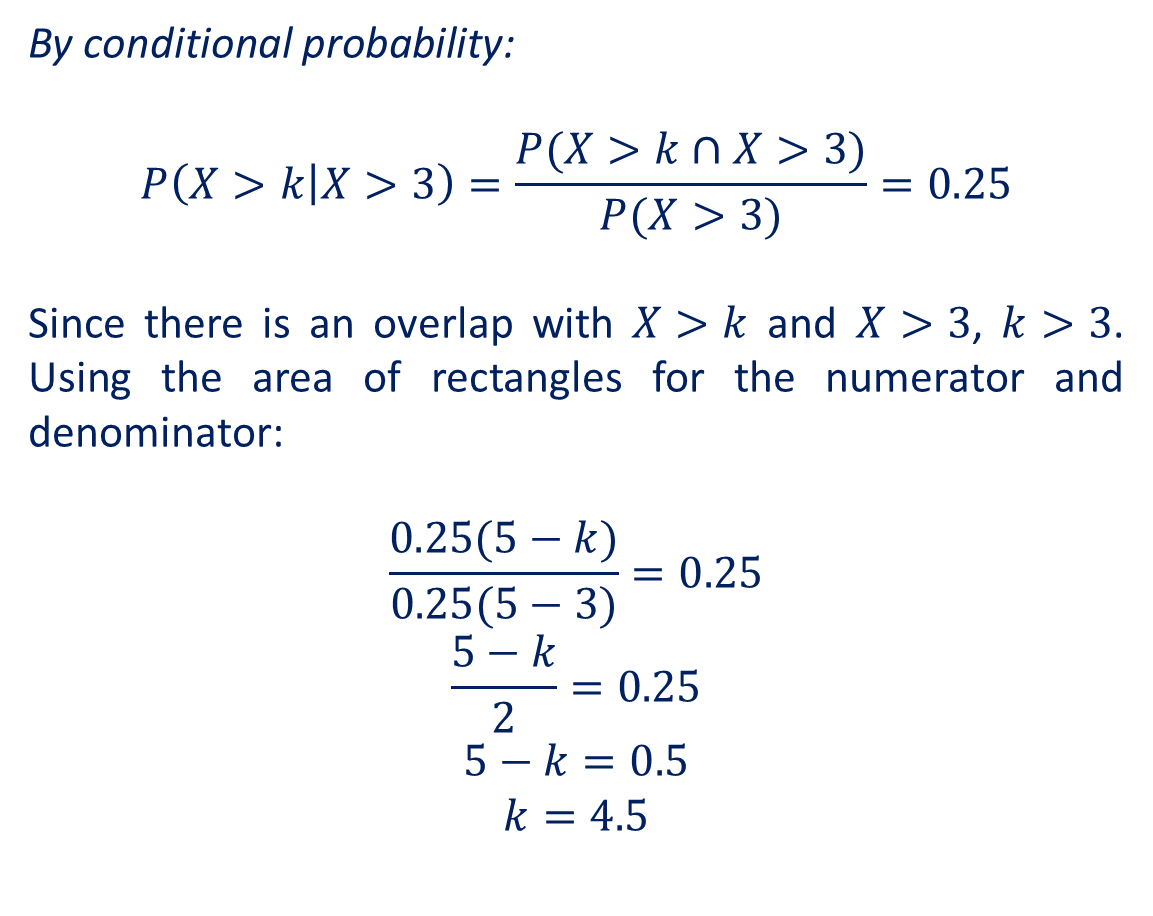 By conditional probability:
P(X > k|X > 3) = P(X > k ∩ X > 3) / P(X > 3) = 0.25
Since there is an overlap with X > k and X > 3, k > 3.
Using the area of rectangles for the numerator and
denominator:
0.25(5 − k) / 0.25(5 − 3) = 0.25
5 − k / 2 = 0.25
5 − k = 0.5
k = 4.5